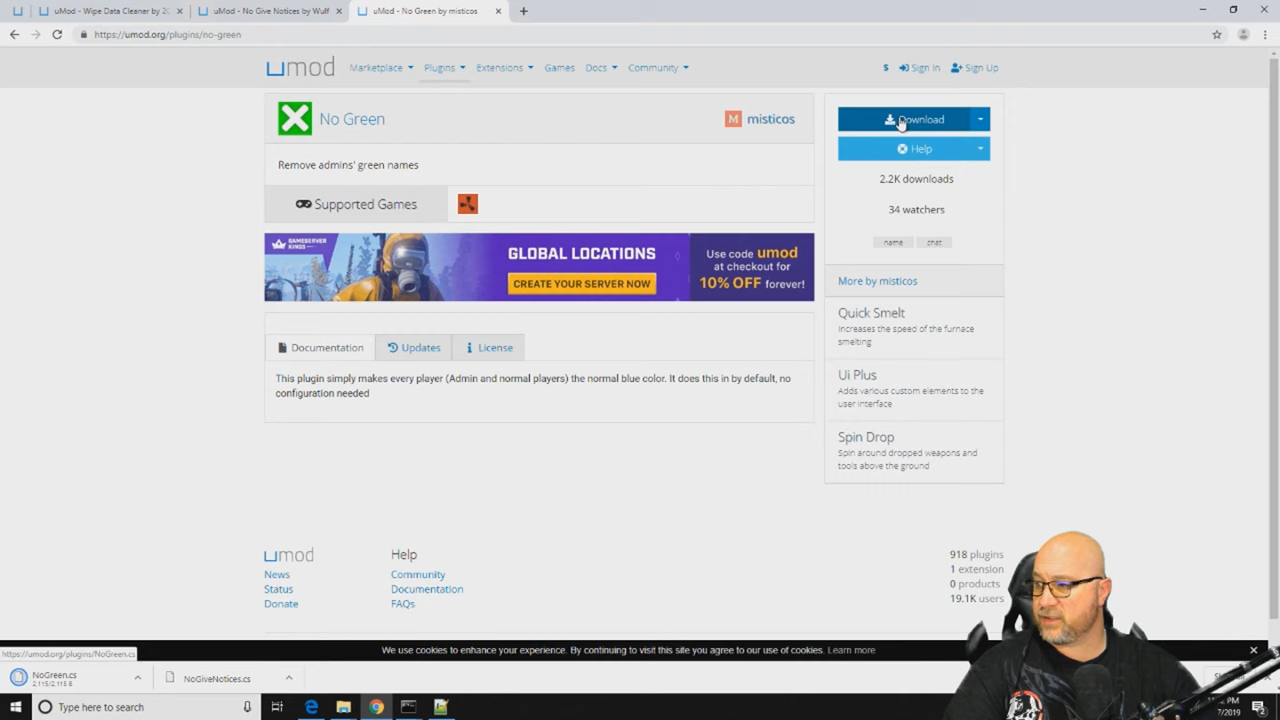 uMod - Wipe Data Cleaner by 20
uMod - No Give Notices by Wulf
uMod - No Green by misticos
https://umod.org/plugins/no-green
umod
Marketplace
Plugins
Extensions
Games
Docs
Community
$
Sign In
Sign Up
No Green
M misticos
Remove admins' green names
Supported Games
GAMESERVER KINGS
GLOBAL LOCATIONS
CREATE YOUR SERVER NOW
Use code umod
at checkout for
10% OFF forever!
Documentation
Updates
License
This plugin simply makes every player (Admin and normal players) the normal blue color. It does this in by default, no
configuration needed
Download
Help
2.2K downloads
34 watchers
name
chat
More by misticos
Quick Smelt
Increases the speed of the furnace
smelting
Ui Plus
Adds various custom elements to the
user interface
Spin Drop
Spin around dropped weapons and
tools above the ground
umod
News
Status
Donate
Help
Community
Documentation
FAQs
918 plugins
1 extension
0 products
19.1K users
https://umod.org/plugins/NoGreen.cs
We use cookies to enhance your experience. By continuing to visit this site you agree to our use of cookies. Learn more
NoGreen.cs
2,115/2,115 B
NoGiveNotices.cs
Type here to search
7/2019
2